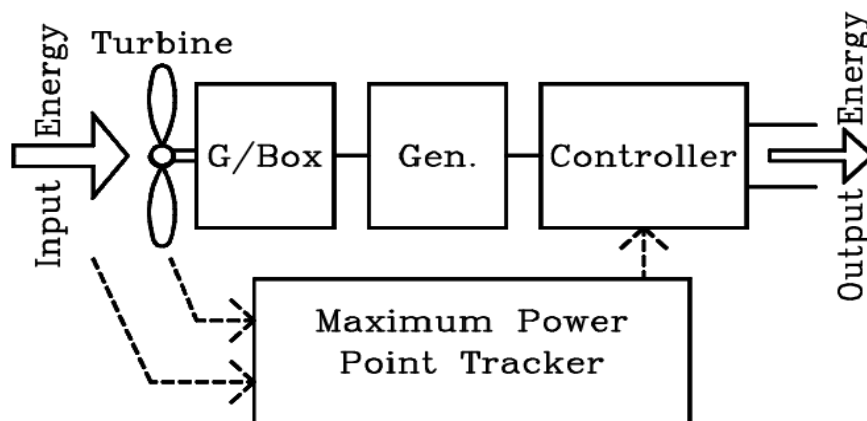 Turbine
Input Energy
G/Box
Gen.
Controller
Output Energy
Maximum Power
Point Tracker